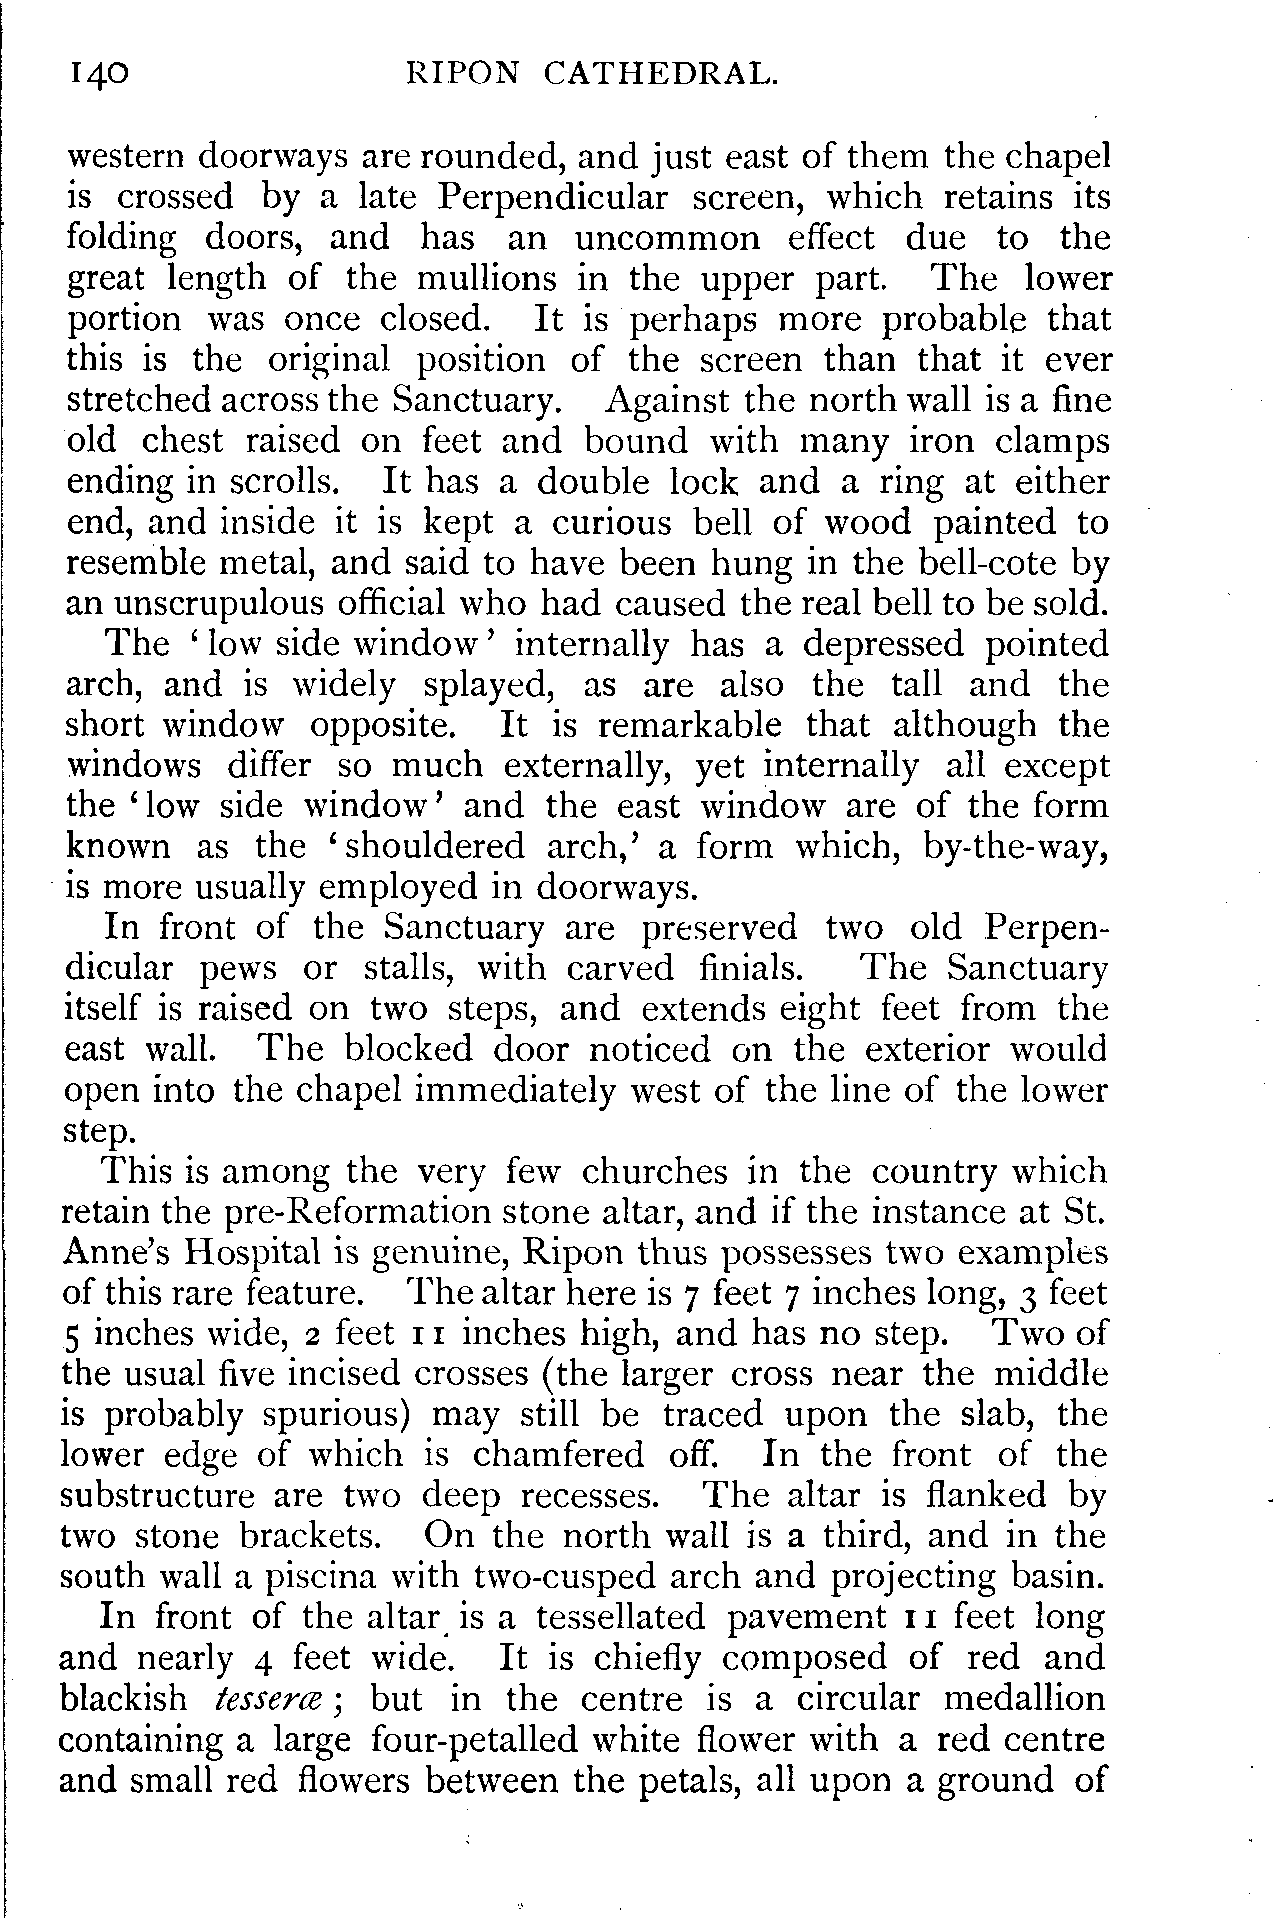 140 RIPON CATHEDRAL.
western doorways are rounded, and just east of them the chapel
is crossed by a late Perpendicular screen, which retains its
folding doors, and has an uncommon effect due to the
great length of the mullions in the upper part. The lower
portion was once closed. It is perhaps more probable that
this is the original position of the screen than that it ever
stretched across the Sanctuary. Against the north wall is a fine
old chest raised on feet and bound with many iron clamps
ending in scrolls. It has a double lock and a ring at either
end, and inside it is kept a curious bell of wood painted to
resemble metal, and said to have been hung in the bell-cote by
an unscrupulous official who had caused the real bell to be sold.
The ‘low side window’ internally has a depressed pointed
arch, and is widely splayed, as are also the tall and the
short window opposite. It is remarkable that although the
windows differ so much externally, yet internally all except
the ‘low side window’ and the east window are of the form
known as the ‘shouldered arch,’ a form which, by-the-way,
is more usually employed in doorways.
In front of the Sanctuary are preserved two old Perpen-
dicular pews or stalls, with carved finials. The Sanctuary
itself is raised on two steps, and extends eight feet from the
east wall. The blocked door noticed on the exterior would
open into the chapel immediately west of the line of the lower
step.
This is among the very few churches in the country which
retain the pre-Reformation stone altar, and if the instance at St.
Anne’s Hospital is genuine, Ripon thus possesses two examples
of this rare feature. The altar here is 7 feet 7 inches long, 3 feet
5 inches wide, 2 feet 11 inches high, and has no step. Two of
the usual five incised crosses (the larger cross near the middle
is probably spurious) may still be traced upon the slab, the
lower edge of which is chamfered off. In the front of the
substructure are two deep recesses. The altar is flanked by
two stone brackets. On the north wall is a third, and in the
south wall a piscina with two-cusped arch and projecting basin.
In front of the altar is a tessellated pavement 11 feet long
and nearly 4 feet wide. It is chiefly composed of red and
blackish tesseræ; but in the centre is a circular medallion
containing a large four-petalled white flower with a red centre
and small red flowers between the petals, all upon a ground of